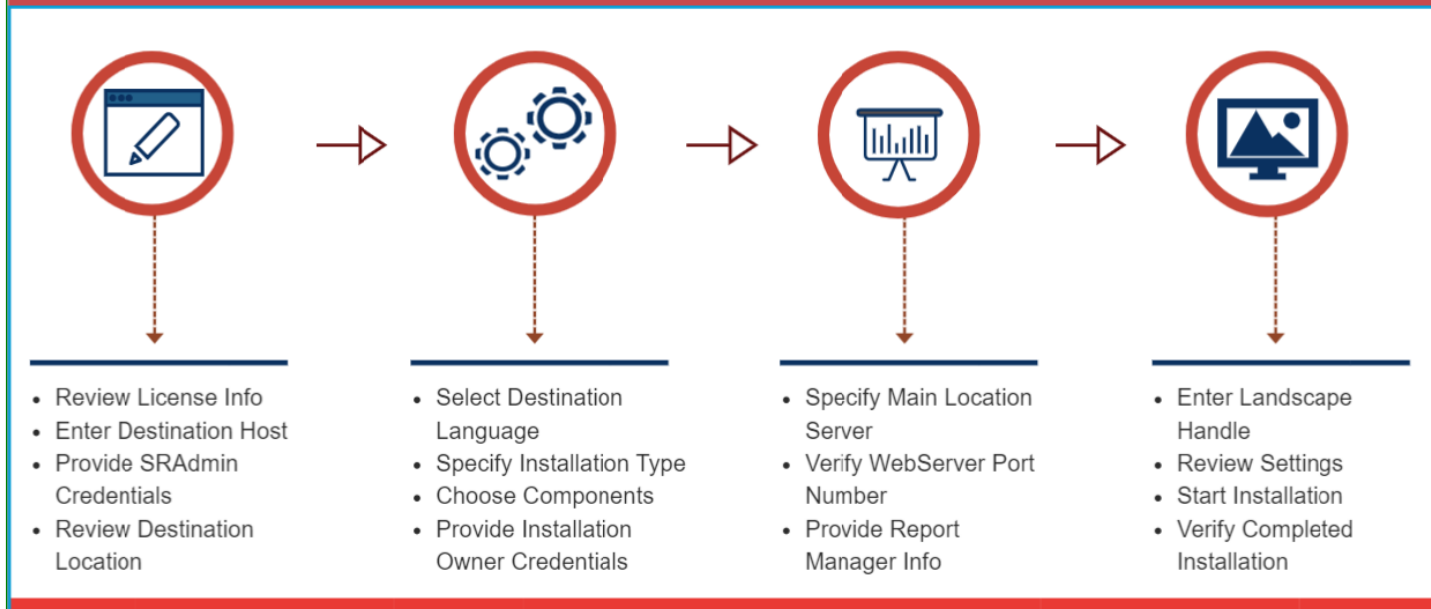 • Review License Info
• Enter Destination Host
• Provide SRAdmin
Credentials
• Review Destination
Location
• Select Destination
Language
• Specify Installation Type
• Choose Components
• Provide Installation
Owner Credentials
• Specify Main Location
Server
• Verify WebServer Port
Number
• Provide Report
Manager Info
• Enter Landscape
Handle
• Review Settings
• Start Installation
• Verify Completed
Installation